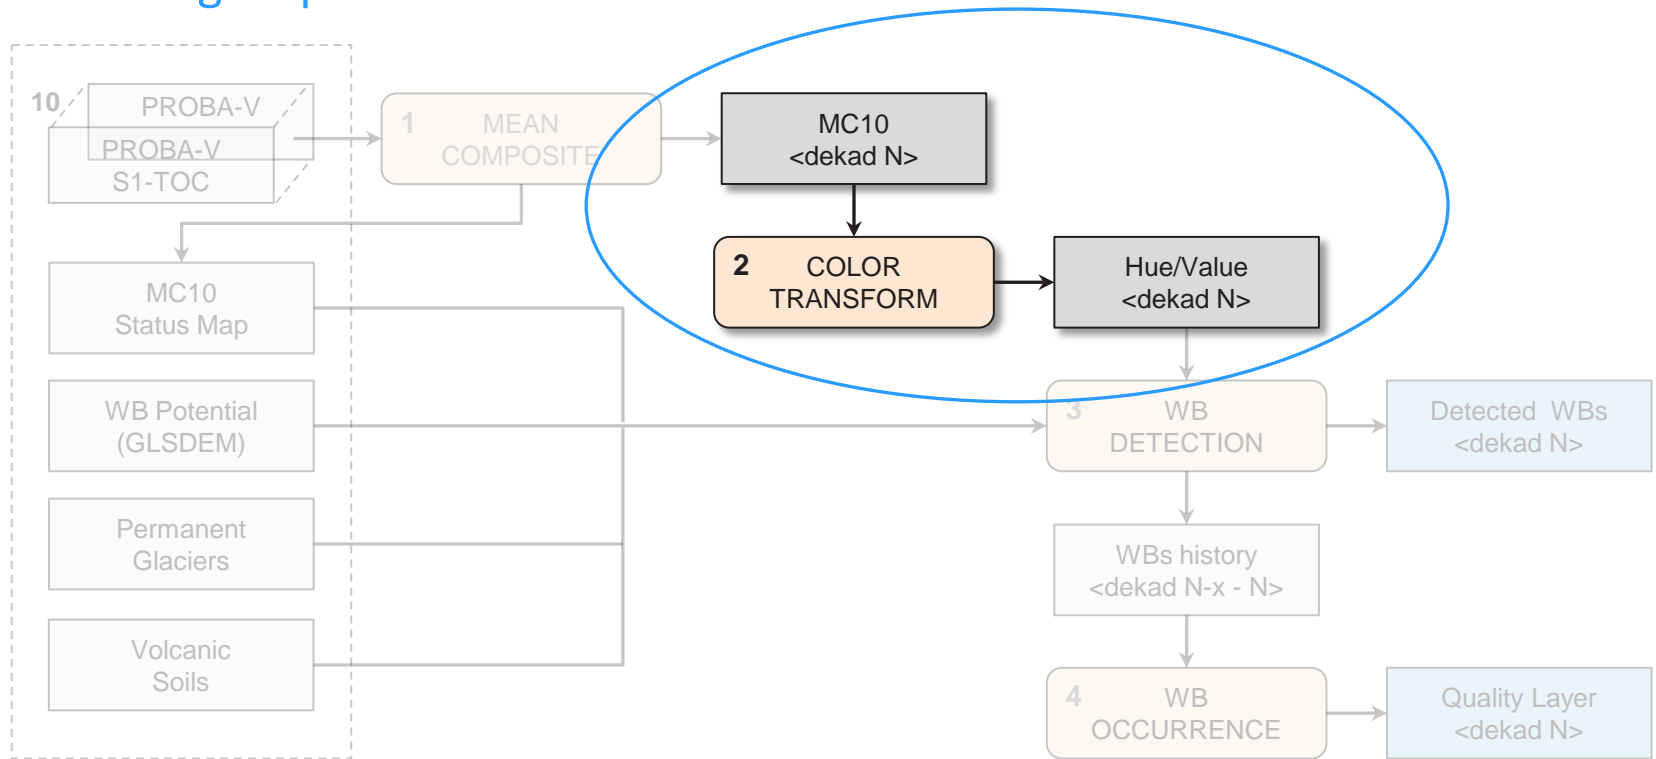 10
PROBA-V
PROBA-V
S1-TOC
1
MEAN
COMPOSITE
MC10
<dekad N>
2
COLOR
TRANSFORM
Hue/Value
<dekad N>
MC10
Status Map
WB Potential
(GLSDEM)
3
WB
DETECTION
Detected WBs
<dekad N>
Permanent
Glaciers
WBs history
<dekad N-x - N>
Volcanic
Soils
4
WB
OCCURRENCE
Quality Layer
<dekad N>